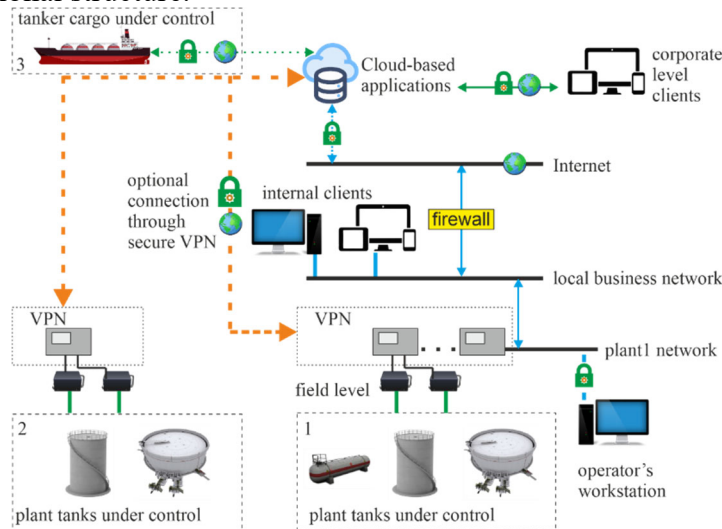 tanker cargo under control
3
Cloud-based
applications
corporate
level
clients
Internet
optional
connection
through
secure VPN
internal clients
firewall
local business network
VPN
VPN
plant1 network
field level
2
1
operator's
workstation
plant tanks under control
plant tanks under control